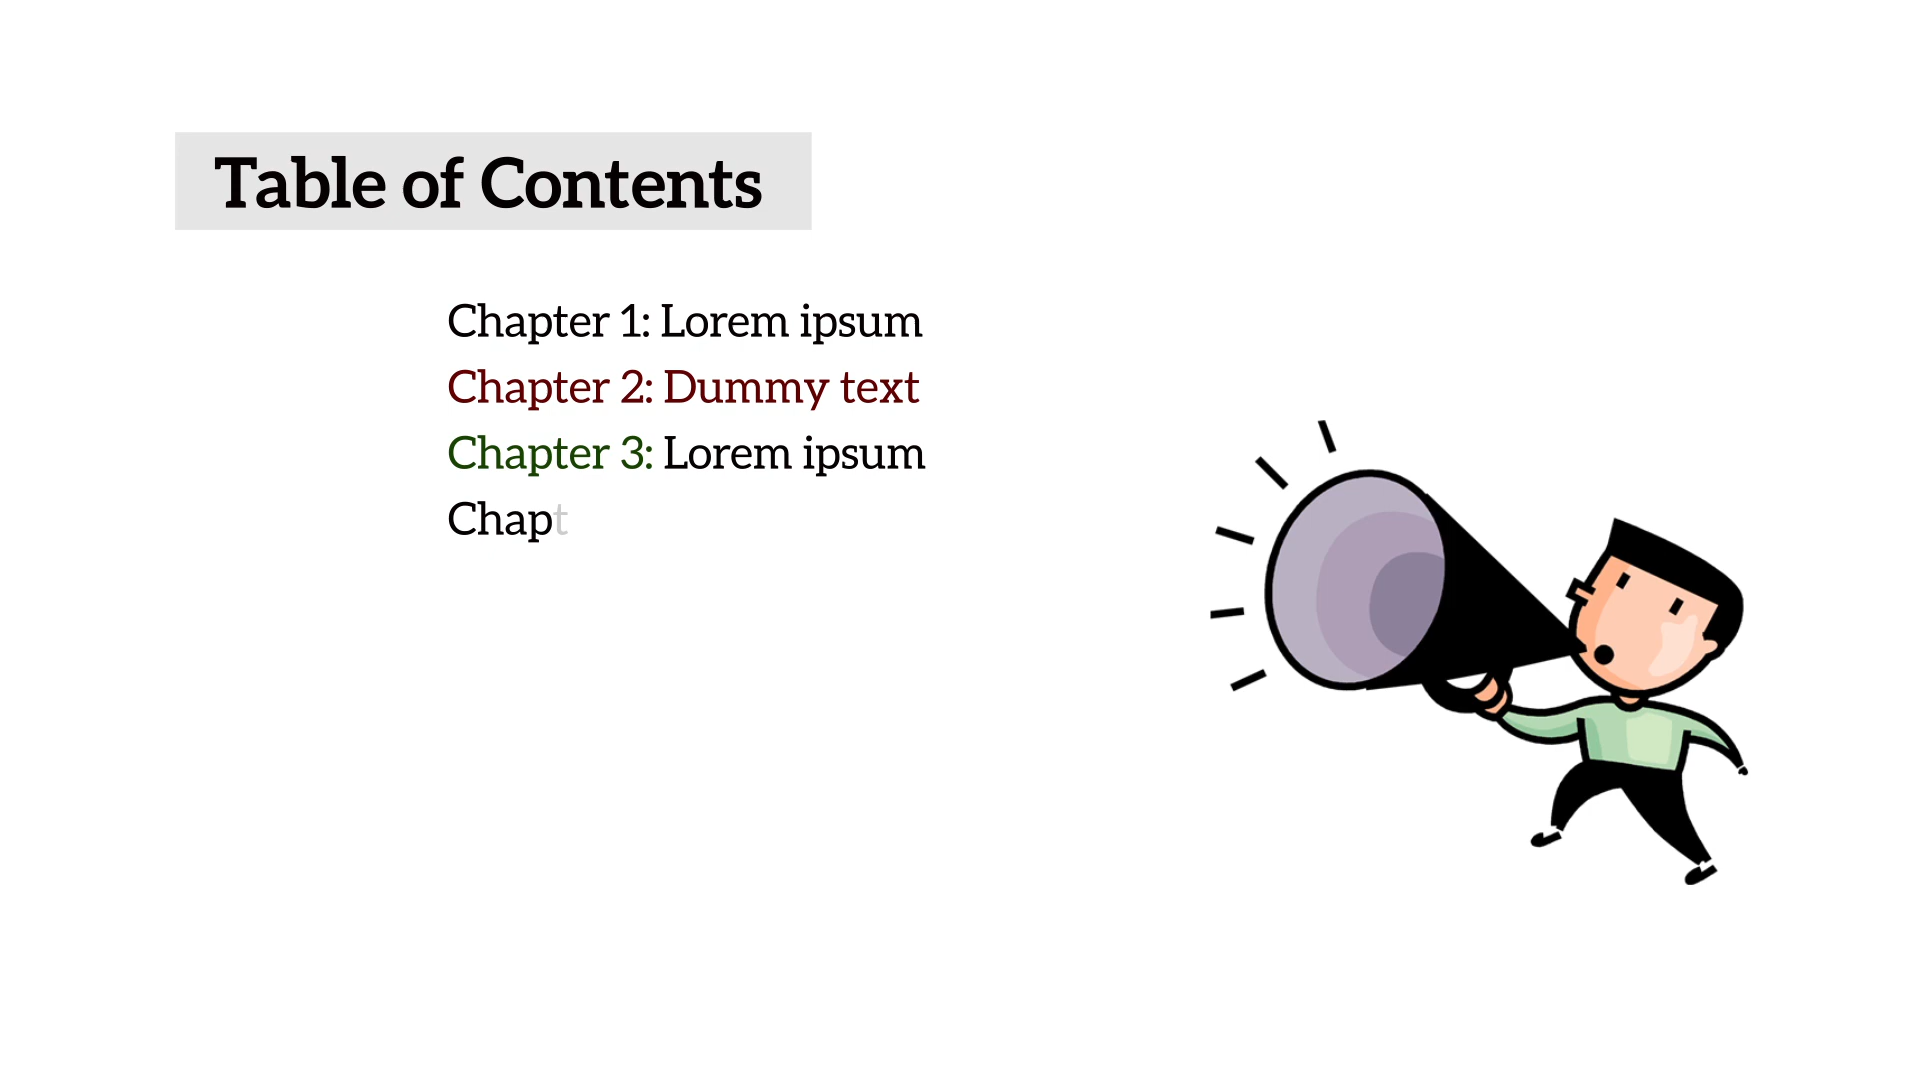 Table of Contents
Chapter 1: Lorem ipsum
Chapter 2: Dummy text
Chapter 3: Lorem ipsum
Chapt